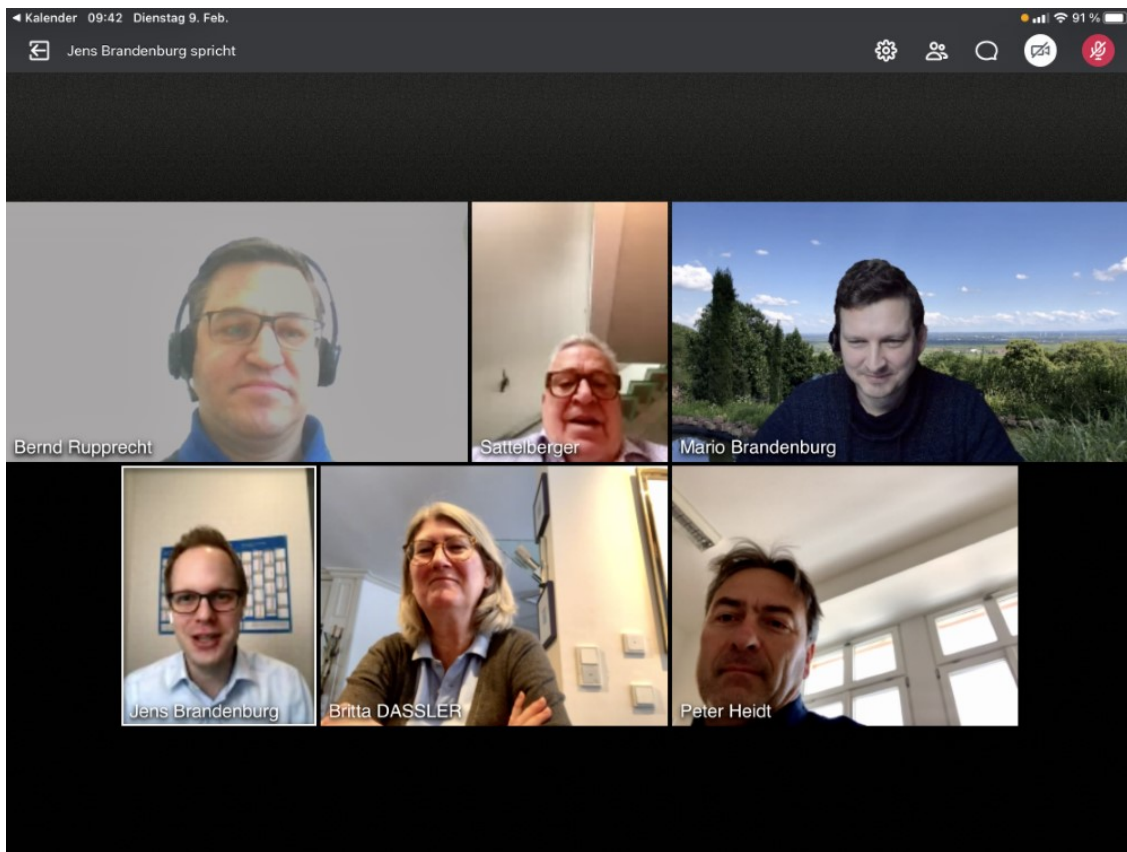 ◀ Kalender 09:42 Dienstag 9. Feb. 91 %
Jens Brandenburg spricht
Bernd Rupprecht
Sattelberger
Mario Brandenburg
Jens Brandenburg
Britta DASSLER
Peter Heidt